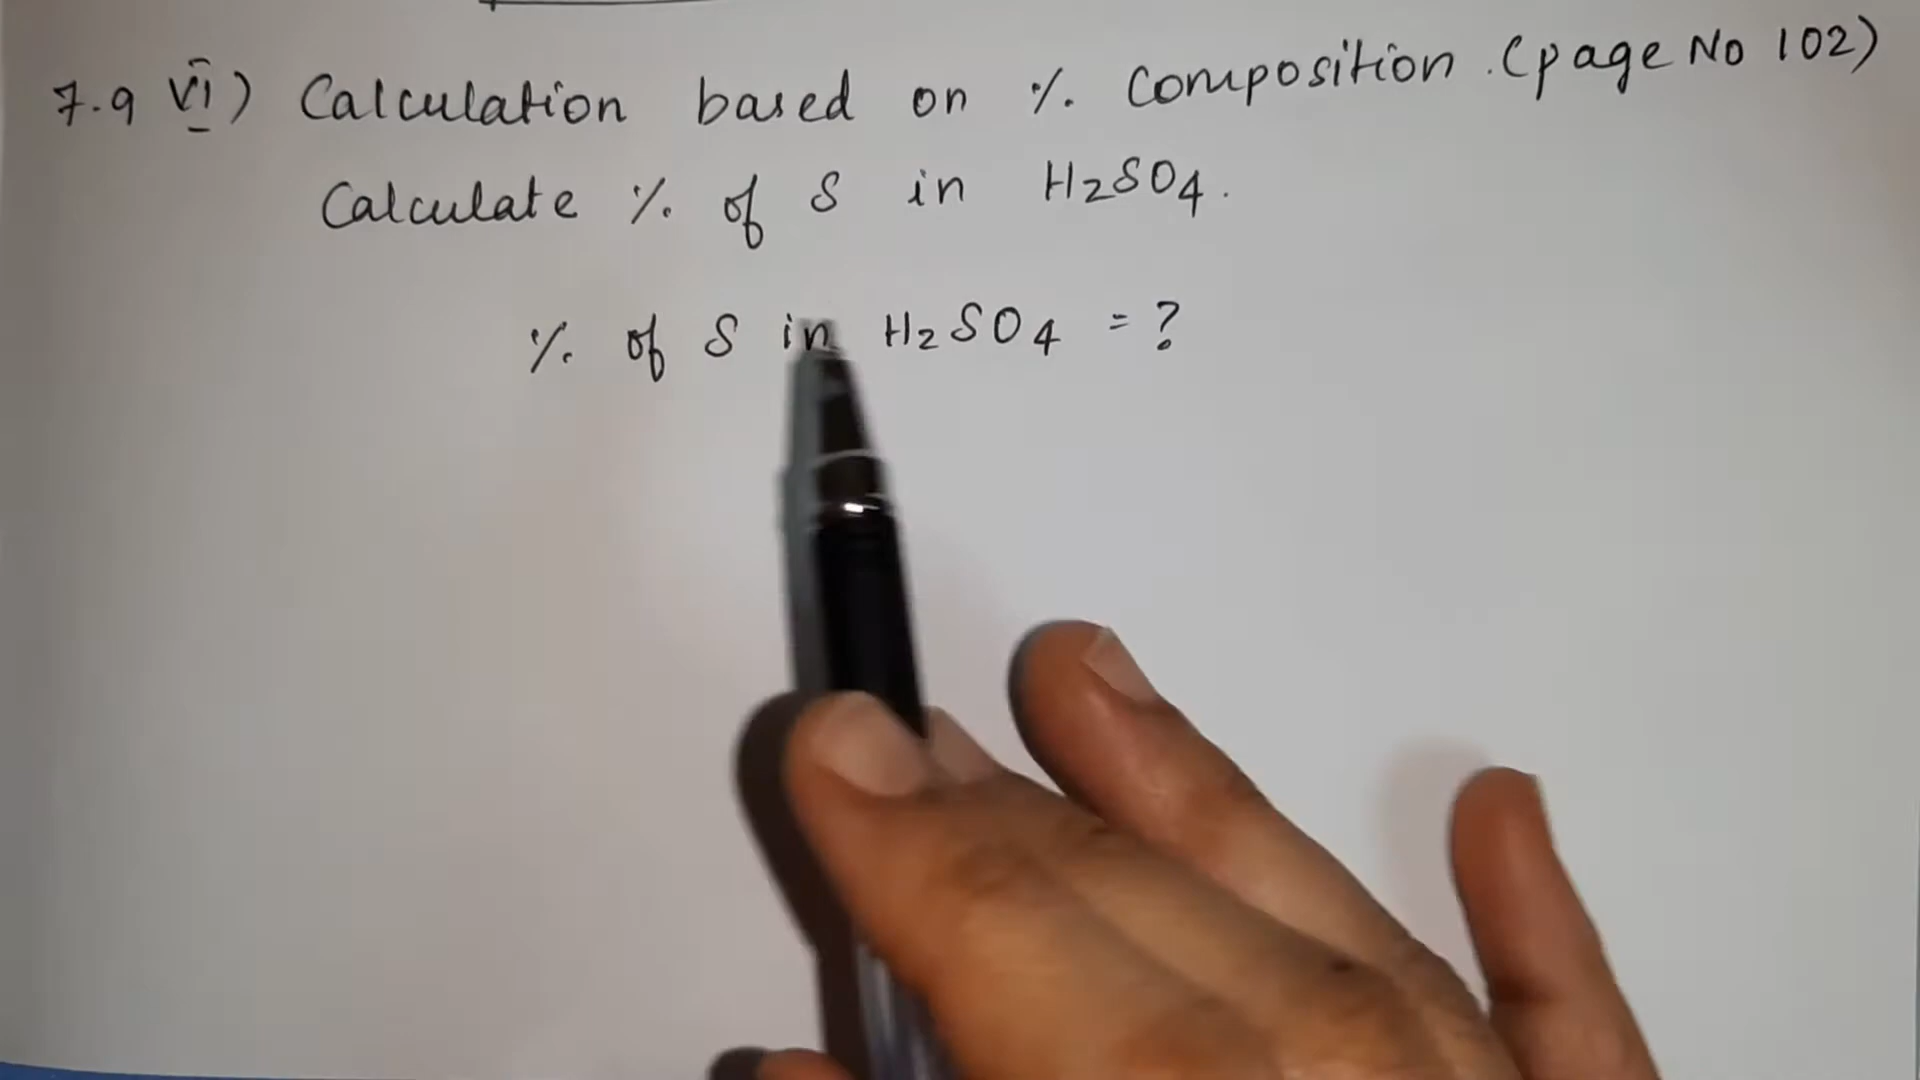 7.9 VI) Calculation based on % Composition. (page No 102)
Calculate % of S in H2SO4.
% of S in H2SO4 = ?